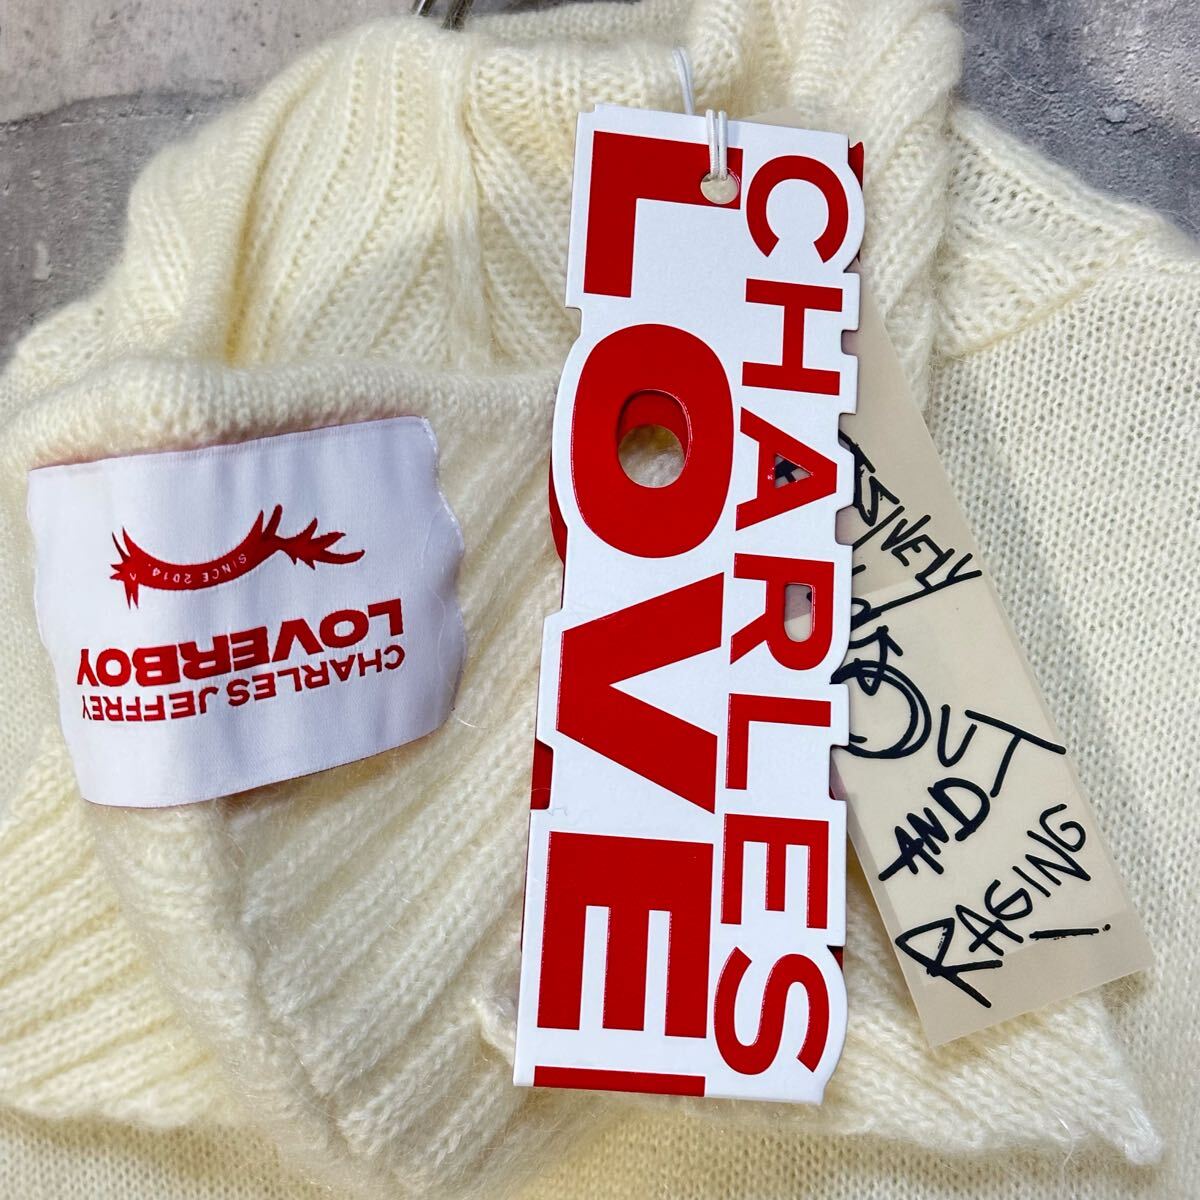 SINCE 2014.
LOVERBOY
CHARLES JEFFREY
CHARLES
LOVE
OUT
AND
RAGING!.